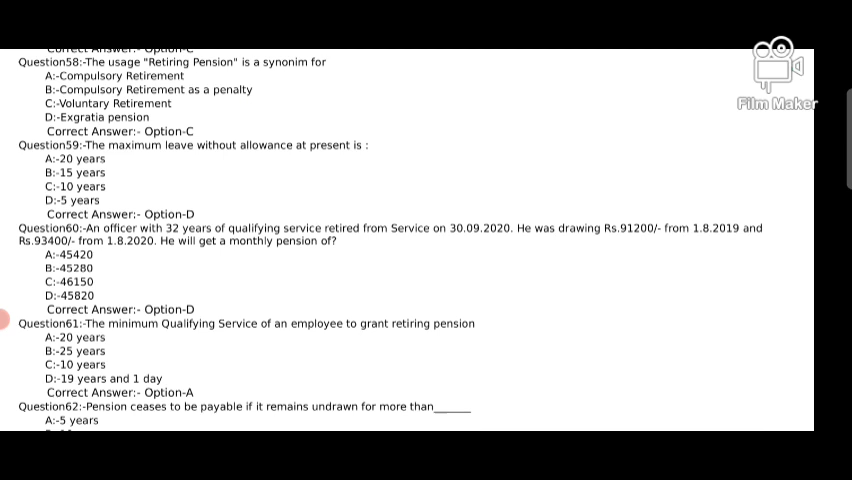 Correct Answer:- Option-C
Question58:-The usage "Retiring Pension" is a synonim for
A:-Compulsory Retirement
B:-Compulsory Retirement as a penalty
C:-Voluntary Retirement
D:-Exgratia pension
Correct Answer:- Option-C
Question59:-The maximum leave without allowance at present is :
A:-20 years
B:-15 years
C:-10 years
D:-5 years
Correct Answer:- Option-D
Question60:-An officer with 32 years of qualifying service retired from Service on 30.09.2020. He was drawing Rs.91200/- from 1.8.2019 and
Rs.93400/- from 1.8.2020. He will get a monthly pension of?
A:-45420
B:-45280
C:-46150
D:-45820
Correct Answer:- Option-D
Question61:-The minimum Qualifying Service of an employee to grant retiring pension
A:-20 years
B:-25 years
C:-10 years
D:-19 years and 1 day
Correct Answer:- Option-A
Question62:-Pension ceases to be payable if it remains undrawn for more than______
A:-5 years
Film Maker